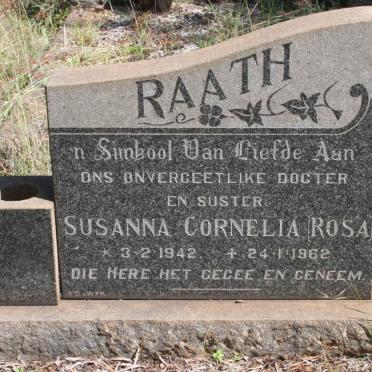 RAATH
'n Simbool Van Liefde Aan
ONS ONVERGEETLIKE DOGTER
EN SUSTER
SUSANNA CORNELIA (ROSA
* 3·2·1942 + 24·1·1962
DIE HERE HET GEGEE EN GENEEM.